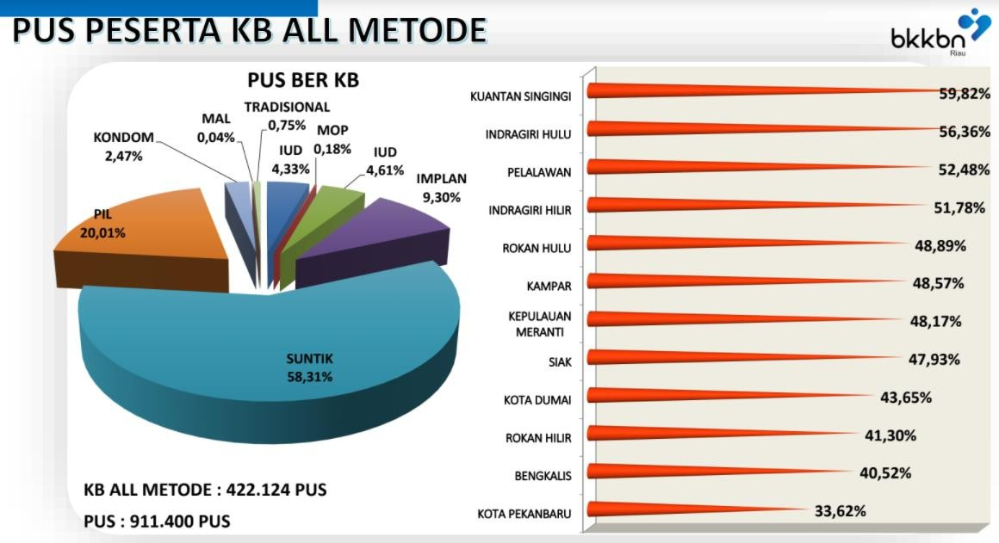 PUS PESERTA KB ALL METODE
bkkbn
Riau
PUS BER KB
TRADISIONAL
0,75%
MAL
0,04%
MOP
0,18%
KONDOM
2,47%
IUD
4,33%
IUD
4,61%
IMPLAN
9,30%
PIL
20,01%
SUNTIK
58,31%
KB ALL METODE : 422.124 PUS
PUS : 911.400 PUS
KUANTAN SINGINGI
59,82%
INDRAGIRI HULU
56,36%
PELALAWAN
52,48%
INDRAGIRI HILIR
51,78%
ROKAN HULU
48,89%
KAMPAR
48,57%
KEPULAUAN
MERANTI
48,17%
SIAK
47,93%
KOTA DUMAI
43,65%
ROKAN HILIR
41,30%
BENGKALIS
40,52%
KOTA PEKANBARU
33,62%